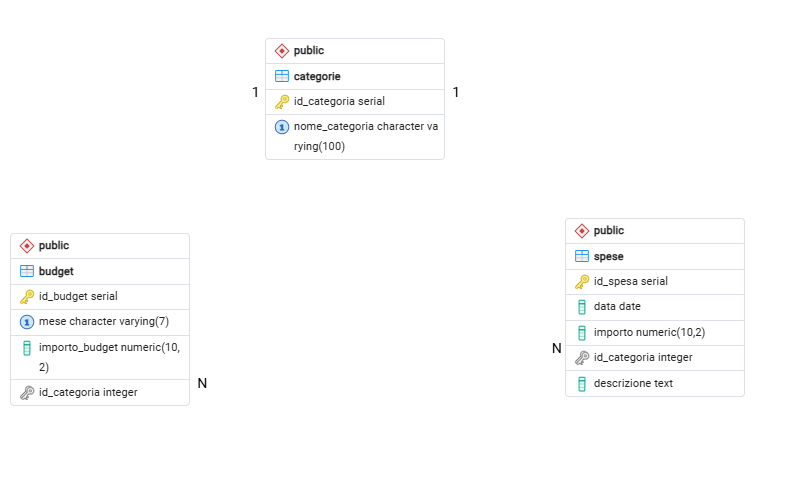 public
categorie
1
1
id_categoria serial
nome_categoria character va
rying(100)
public
budget
id_budget serial
mese character varying(7)
importo_budget numeric(10,
2)
id_categoria integer
N
public
spese
id_spesa serial
data date
importo numeric(10,2)
N
id_categoria integer
descrizione text